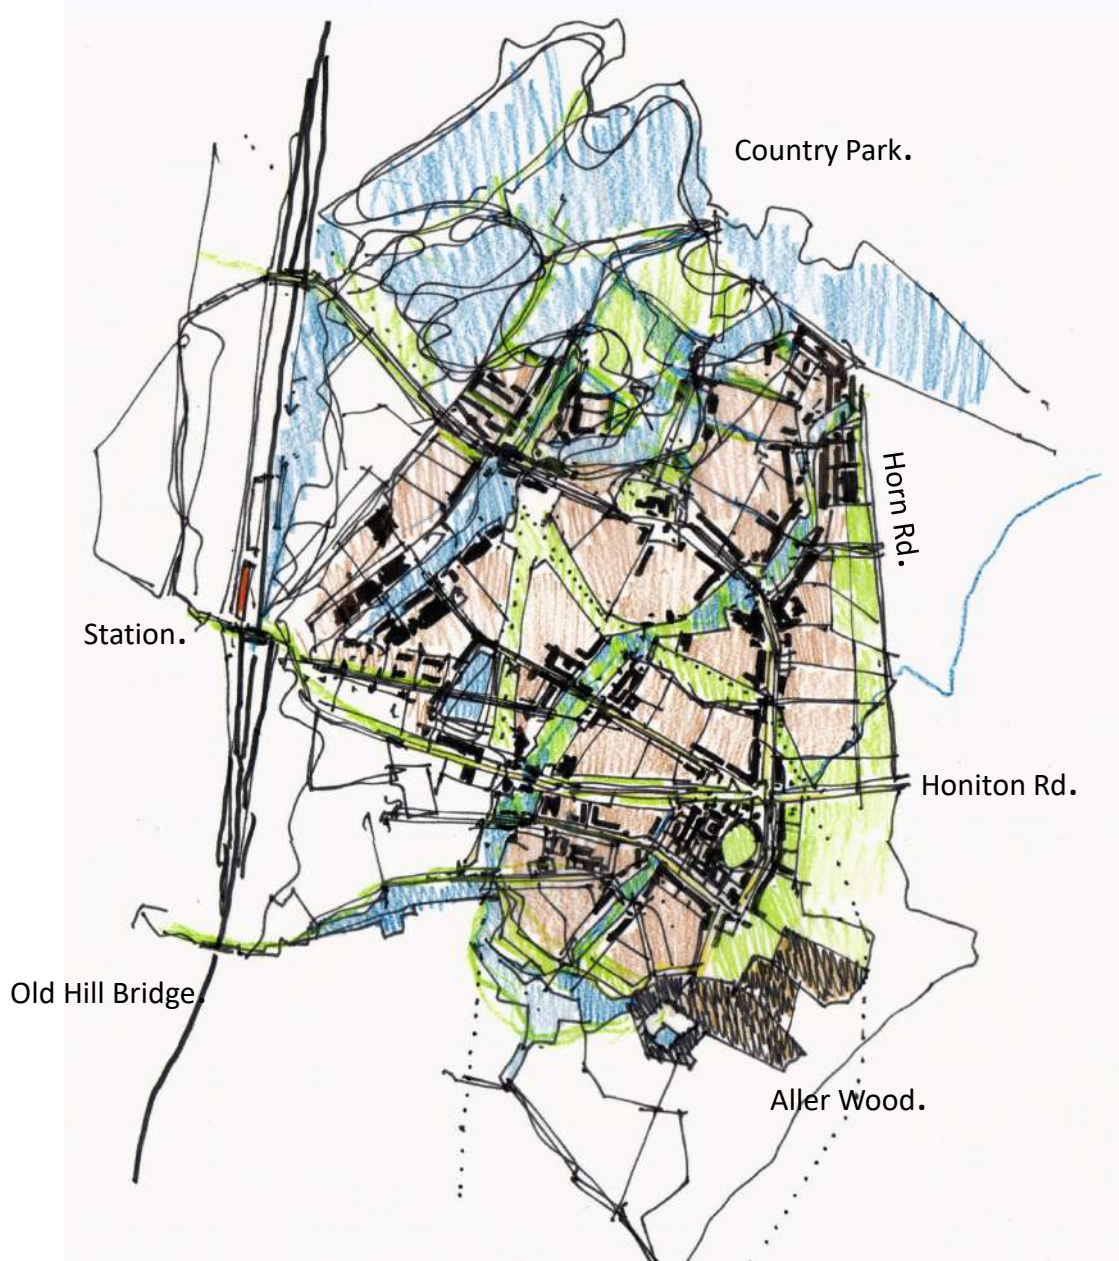 Country Park.
Horn Rd.
Station.
Honiton Rd.
Old Hill Bridge.
Aller Wood.